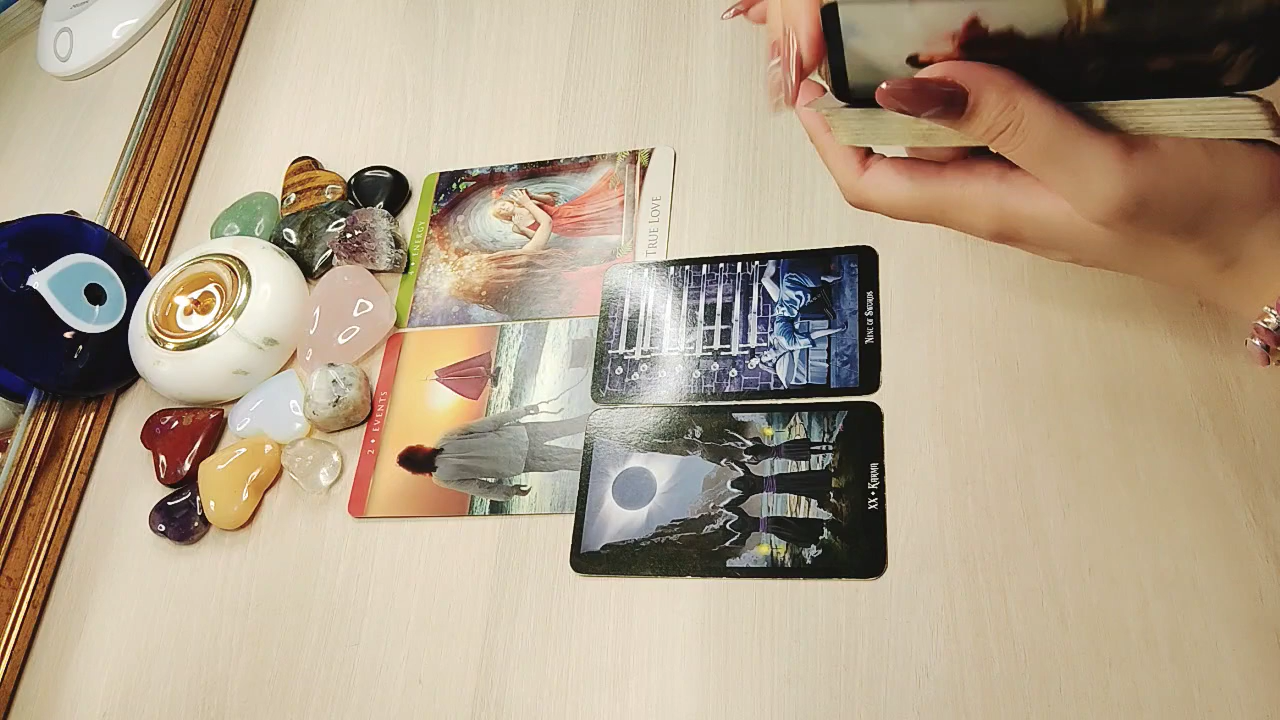 ENERGY
TRUE LOVE
2 • EVENTS
NINE OF SWORDS
XX • KARMA